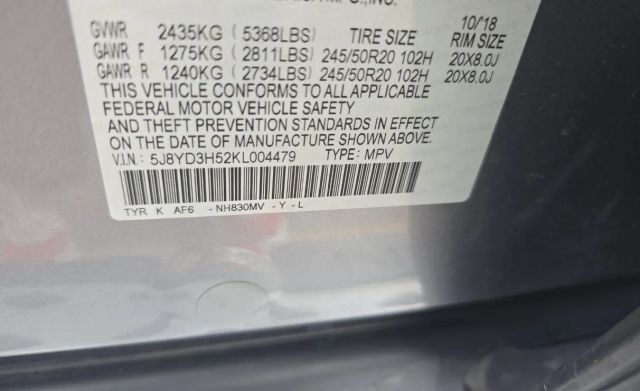 MFG., INC.
10/'18
GVWR 2435KG (5368LBS) TIRE SIZE RIM SIZE
GAWR F 1275KG (2811LBS) 245/50R20 102H 20X8.0J
GAWR R 1240KG (2734LBS) 245/50R20 102H 20X8.0J
THIS VEHICLE CONFORMS TO ALL APPLICABLE
FEDERAL MOTOR VEHICLE SAFETY
AND THEFT PREVENTION STANDARDS IN EFFECT
ON THE DATE OF MANUFACTURE SHOWN ABOVE.
V.I.N.: 5J8YD3H52KL004479 TYPE: MPV
TYR K AF6 - NH830MV - Y - L